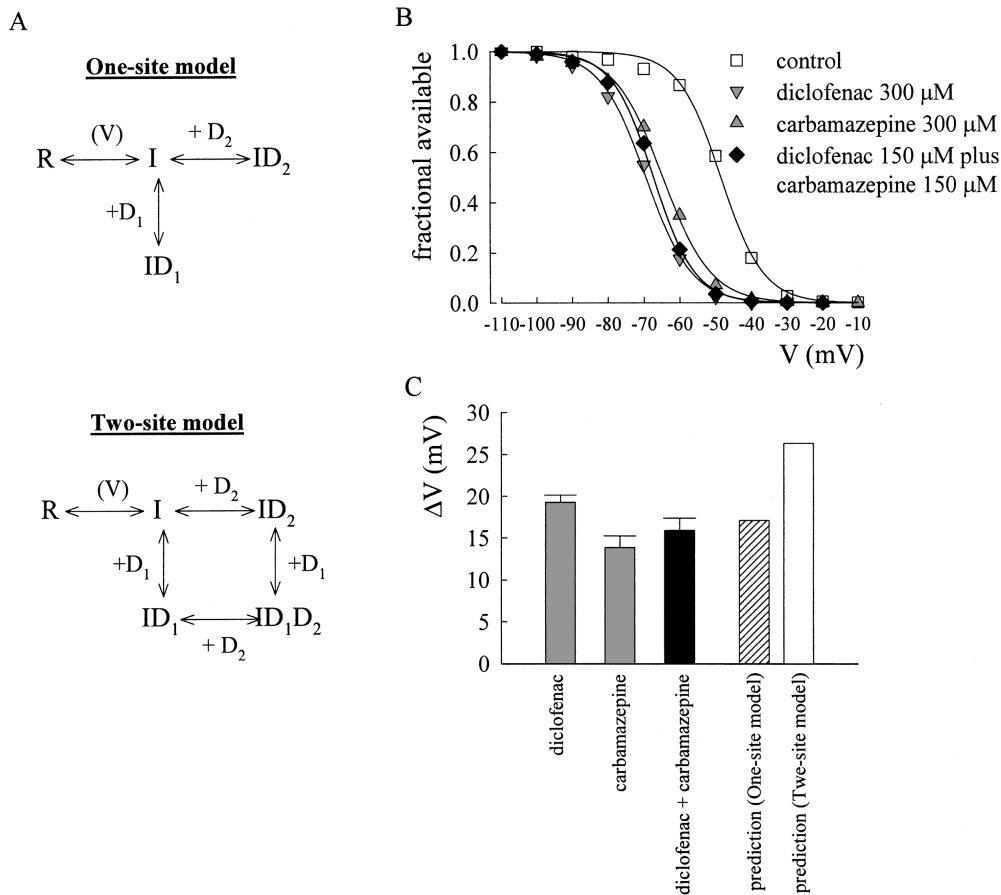 A
One-site model
(V)
+ D2
R
I
ID2
+D1
ID1
Two-site model
(V)
+ D2
R
I
ID2
+D1
+D1
ID1
ID1D2
+ D2
B
fractional available
1.0
0.8
0.6
0.4
0.2
0.0
control
diclofenac 300 μM
carbamazepine 300 μM
diclofenac 150 μM plus
carbamazepine 150 μM
-110 -100 -90 -80 -70 -60 -50 -40 -30 -20 -10
V (mV)
C
ΔV (mV)
30
25
20
15
10
5
0
diclofenac
carbamazepine
diclofenac + carbamazepine
prediction (One-site model)
prediction (Twe-site model)